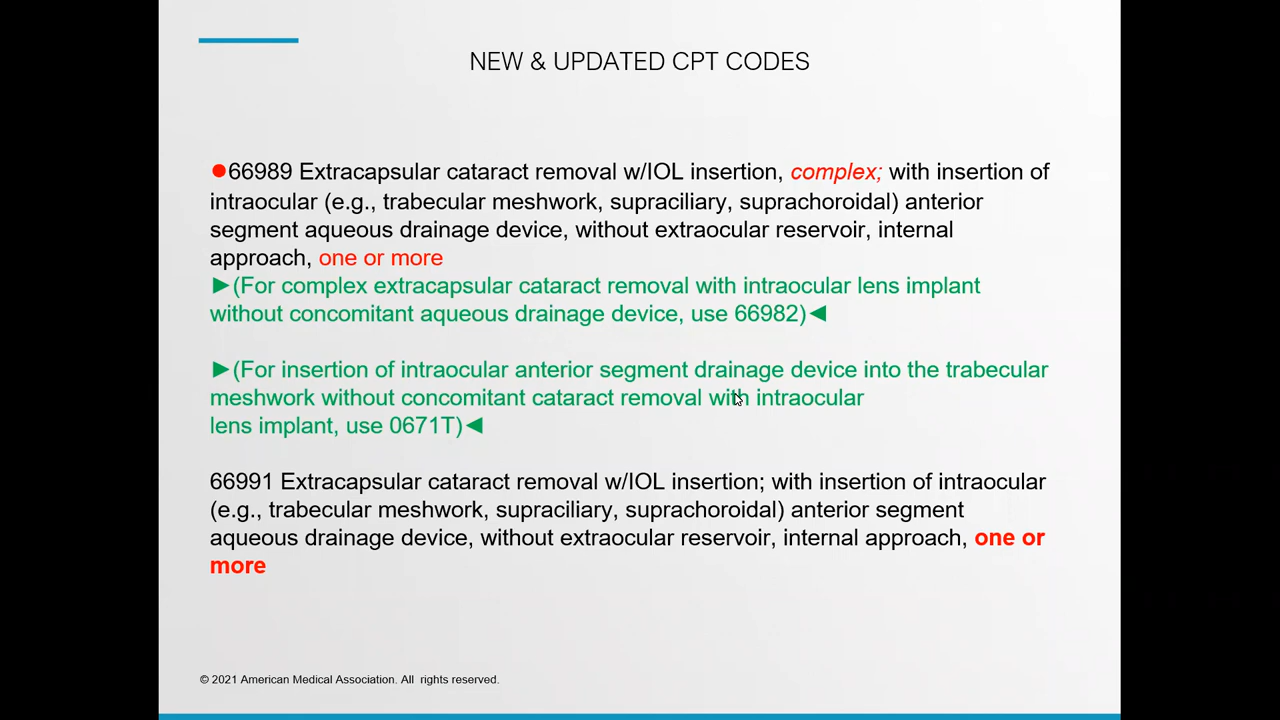 NEW & UPDATED CPT CODES
●66989 Extracapsular cataract removal w/IOL insertion, complex; with insertion of
intraocular (e.g., trabecular meshwork, supraciliary, suprachoroidal) anterior
segment aqueous drainage device, without extraocular reservoir, internal
approach, one or more
►(For complex extracapsular cataract removal with intraocular lens implant
without concomitant aqueous drainage device, use 66982)◄
►(For insertion of intraocular anterior segment drainage device into the trabecular
meshwork without concomitant cataract removal with intraocular
lens implant, use 0671T)◄
66991 Extracapsular cataract removal w/IOL insertion; with insertion of intraocular
(e.g., trabecular meshwork, supraciliary, suprachoroidal) anterior segment
aqueous drainage device, without extraocular reservoir, internal approach, one or
more
© 2021 American Medical Association. All rights reserved.